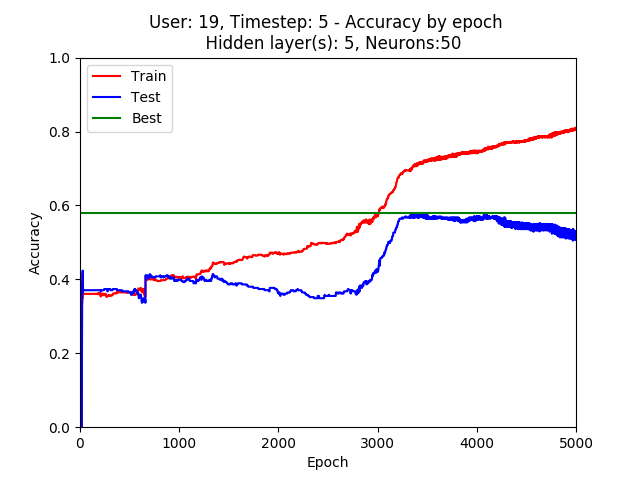 User: 19, Timestep: 5 - Accuracy by epoch
Hidden layer(s): 5, Neurons:50
1.0
Train
Test
Best
0.8
0.6
Accuracy
0.4
0.2
0.0
0 1000 2000 3000 4000 5000
Epoch